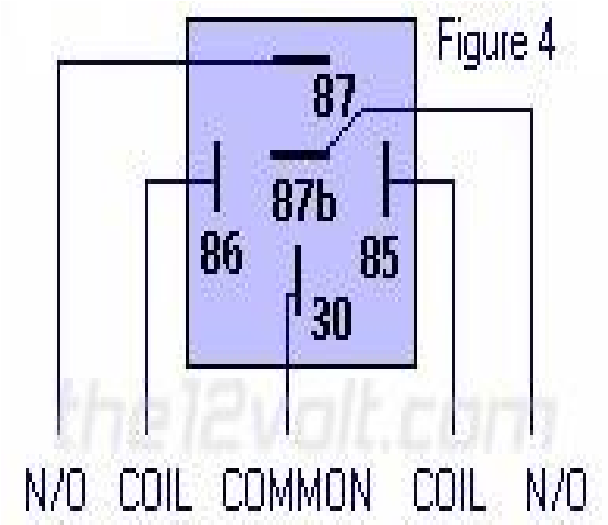 Figure 4
87
87b
86
85
30
the12volt.com
N/O COIL COMMON COIL N/O